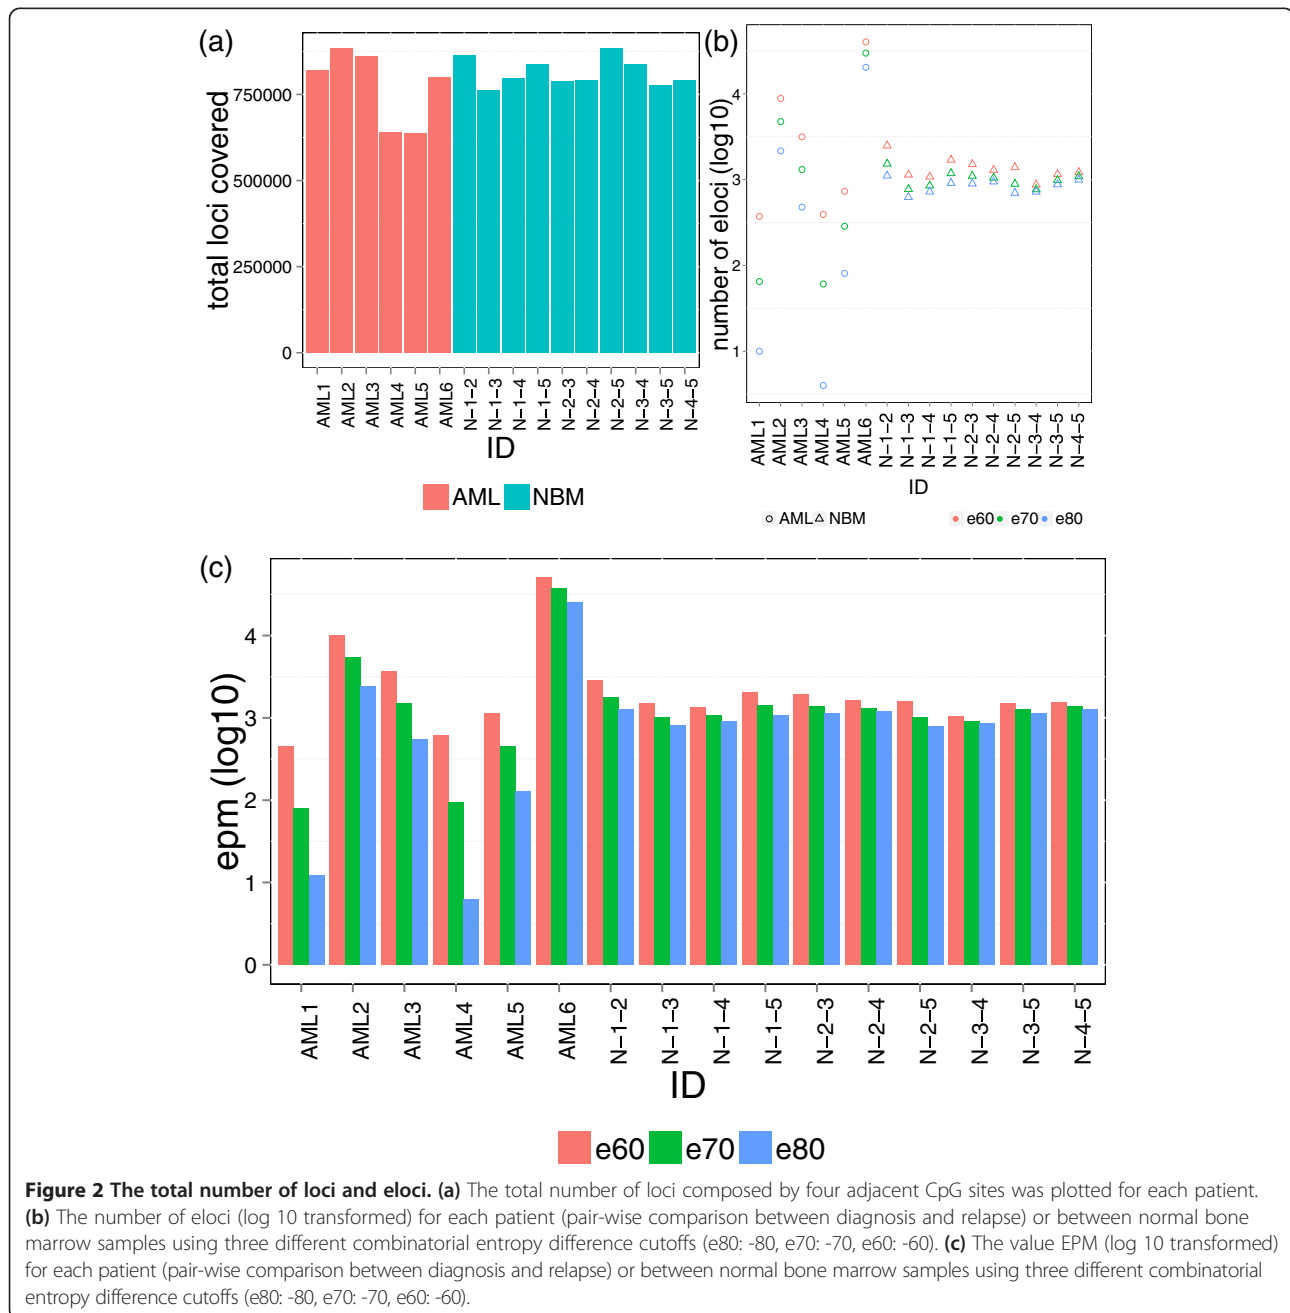 (a)
total loci covered
750000
500000
250000
0
AML1
AML2
AML3
AML4
AML5
AML6
N-1-2
N-1-3
N-1-4
N-1-5
N-2-3
N-2-4
N-2-5
N-3-4
N-3-5
N-4-5
ID
AML NBM
(b)
number of eloci (log10)
4
3
2
1
AML1
AML2
AML3
AML4
AML5
AML6
N-1-2
N-1-3
N-1-4
N-1-5
N-2-3
N-2-4
N-2-5
N-3-4
N-3-5
N-4-5
ID
AML NBM e60 e70 e80
(c)
epm (log10)
4
3
2
1
0
AML1
AML2
AML3
AML4
AML5
AML6
N-1-2
N-1-3
N-1-4
N-1-5
N-2-3
N-2-4
N-2-5
N-3-4
N-3-5
N-4-5
ID
e60 e70 e80
Figure 2 The total number of loci and eloci. (a) The total number of loci composed by four adjacent CpG sites was plotted for each patient.
(b) The number of eloci (log 10 transformed) for each patient (pair-wise comparison between diagnosis and relapse) or between normal bone
marrow samples using three different combinatorial entropy difference cutoffs (e80: -80, e70: -70, e60: -60). (c) The value EPM (log 10 transformed)
for each patient (pair-wise comparison between diagnosis and relapse) or between normal bone marrow samples using three different combinatorial
entropy difference cutoffs (e80: -80, e70: -70, e60: -60).